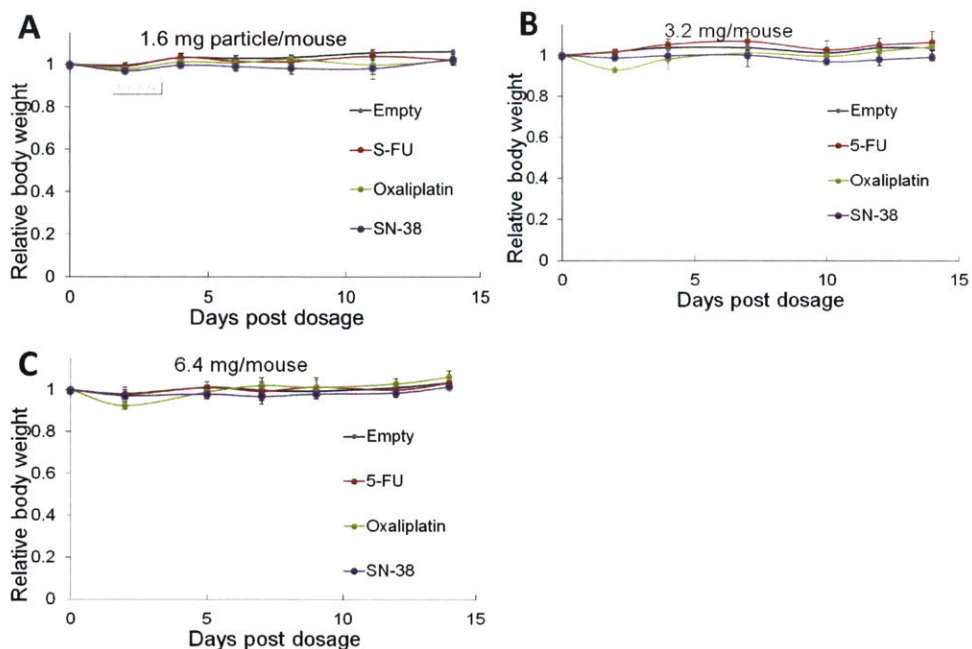 A
1.6 mg particle/mouse
Relative body weight
1
0.8
0.6
0.4
0.2
0
Empty
S-FU
Oxaliplatin
SN-38
0 5 10 15
Days post dosage
B
3.2 mg/mouse
Relative body weight
1
0.8
0.6
0.4
0.2
0
Empty
5-FU
Oxaliplatin
SN-38
0 5 10 15
Days post dosage
C
6.4 mg/mouse
Relative body weight
1
0.8
0.6
0.4
0.2
0
Empty
5-FU
Oxaliplatin
SN-38
0 5 10 15
Days post dosage